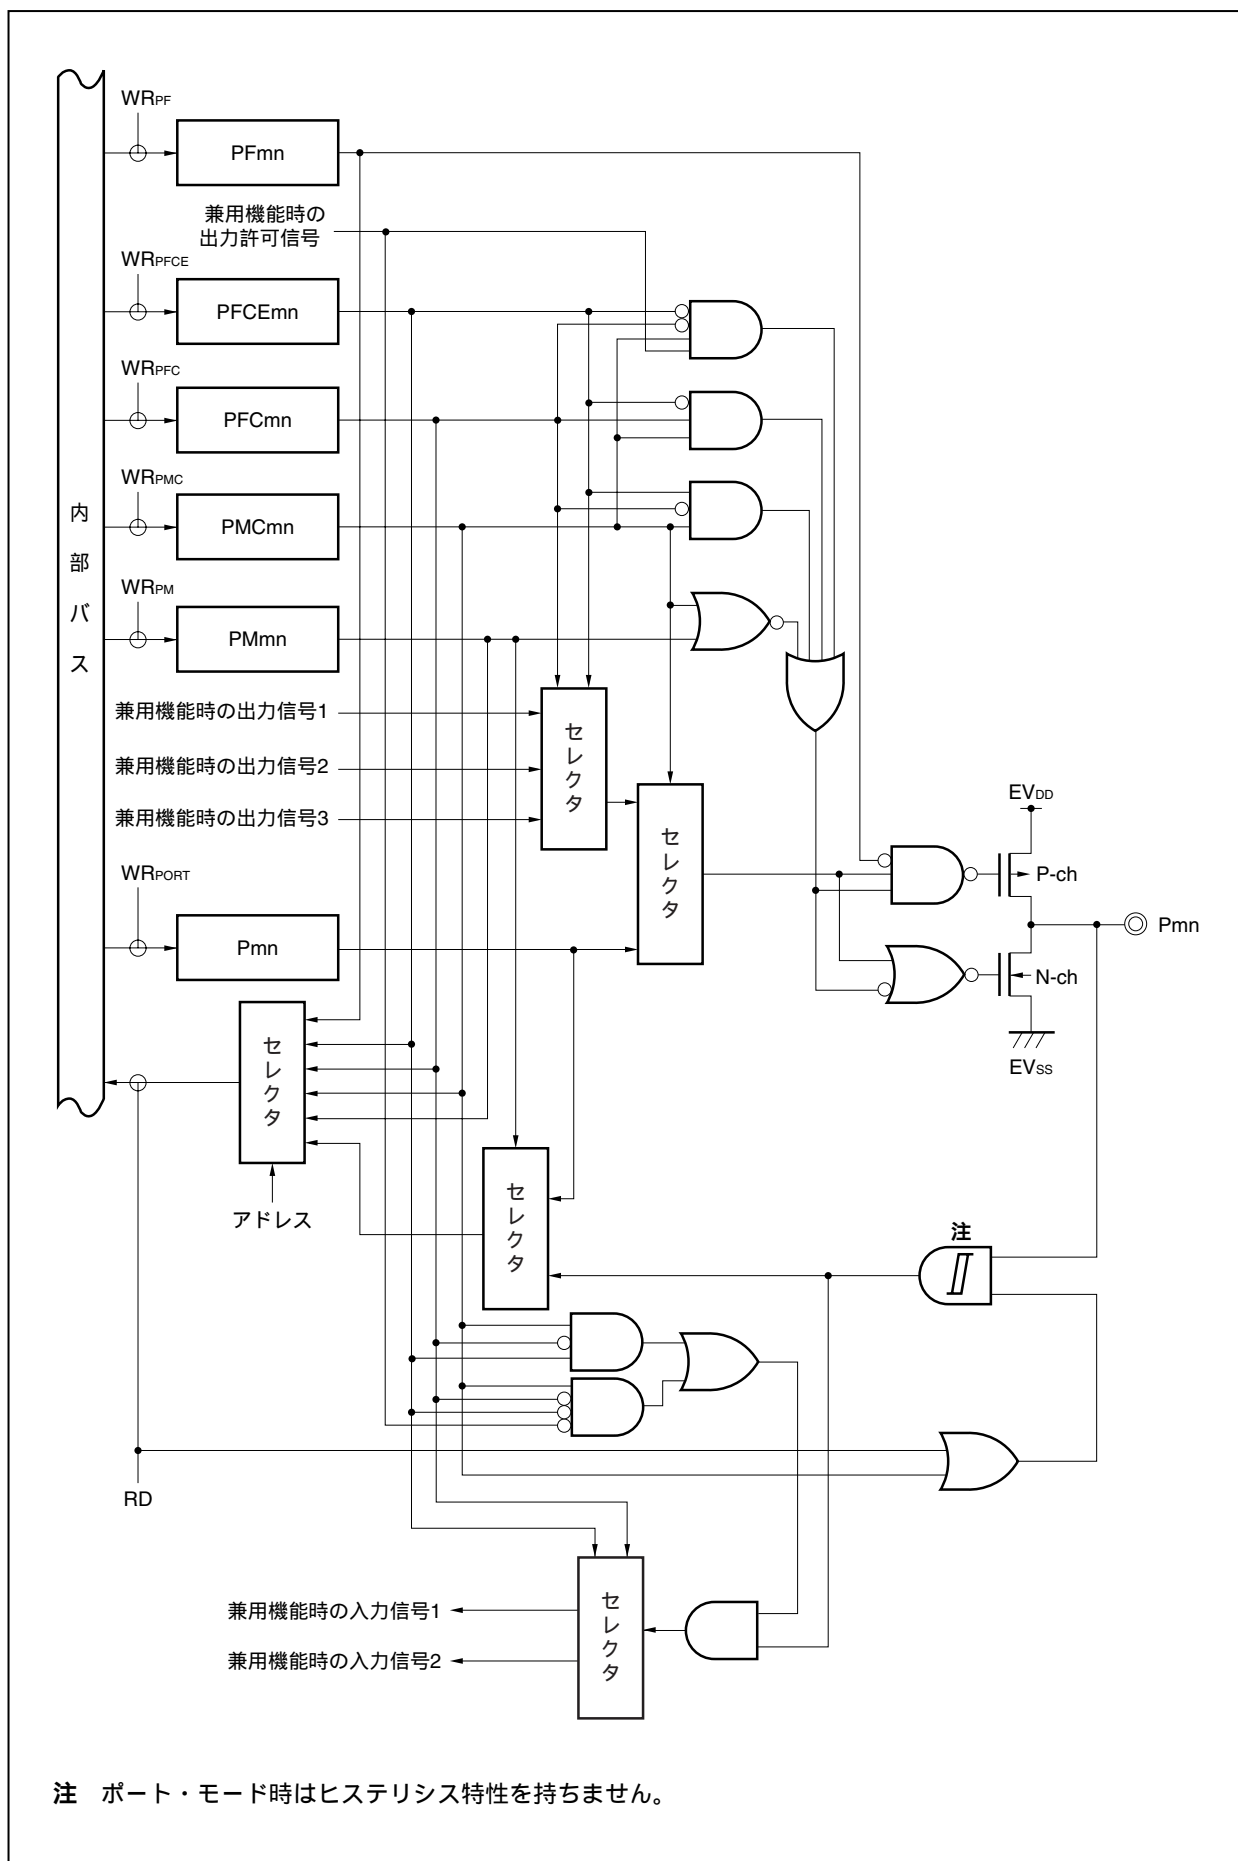 WRPF
PFmn
兼用機能時の
出力許可信号
WRPFCE
PFCEmn
WRPFC
PFCmn
WRPMC
PMCmn
内部バス
WRPM
PMmn
兼用機能時の出力信号1
兼用機能時の出力信号2
兼用機能時の出力信号3
セレクタ
セレクタ
EVDD
P-ch
Pmn
N-ch
EVSS
WRPORT
Pmn
セレクタ
アドレス
セレクタ
注
RD
兼用機能時の入力信号1
兼用機能時の入力信号2
セレクタ
注 ポート・モード時はヒステリシス特性を持ちません。